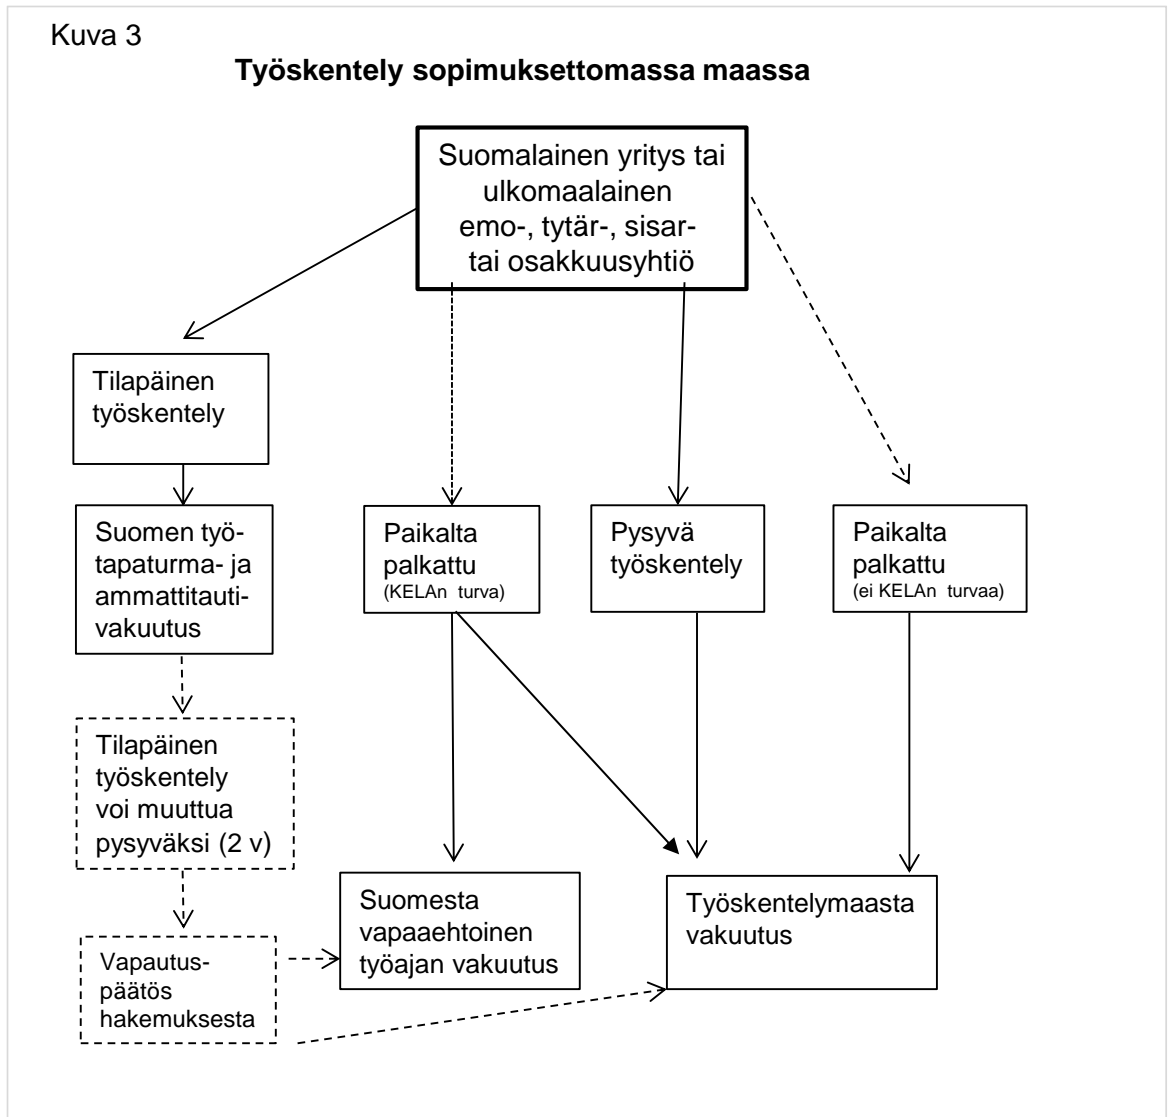 Kuva 3
Työskentely sopimuksettomassa maassa
Suomalainen yritys tai
ulkomaalainen
emo-, tytär-, sisar-
tai osakkuusyhtiö
Tilapäinen
työskentely
Suomen työ-
tapaturma- ja
ammattitauti-
vakuutus
Paikalta
palkattu
(KELAn turva)
Pysyvä
työskentely
Paikalta
palkattu
(ei KELAn turvaa)
Tilapäinen
työskentely
voi muuttua
pysyväksi (2 v)
Suomesta
vapaaehtoinen
työajan vakuutus
Työskentelymaasta
vakuutus
Vapautus-
päätös
hakemuksesta